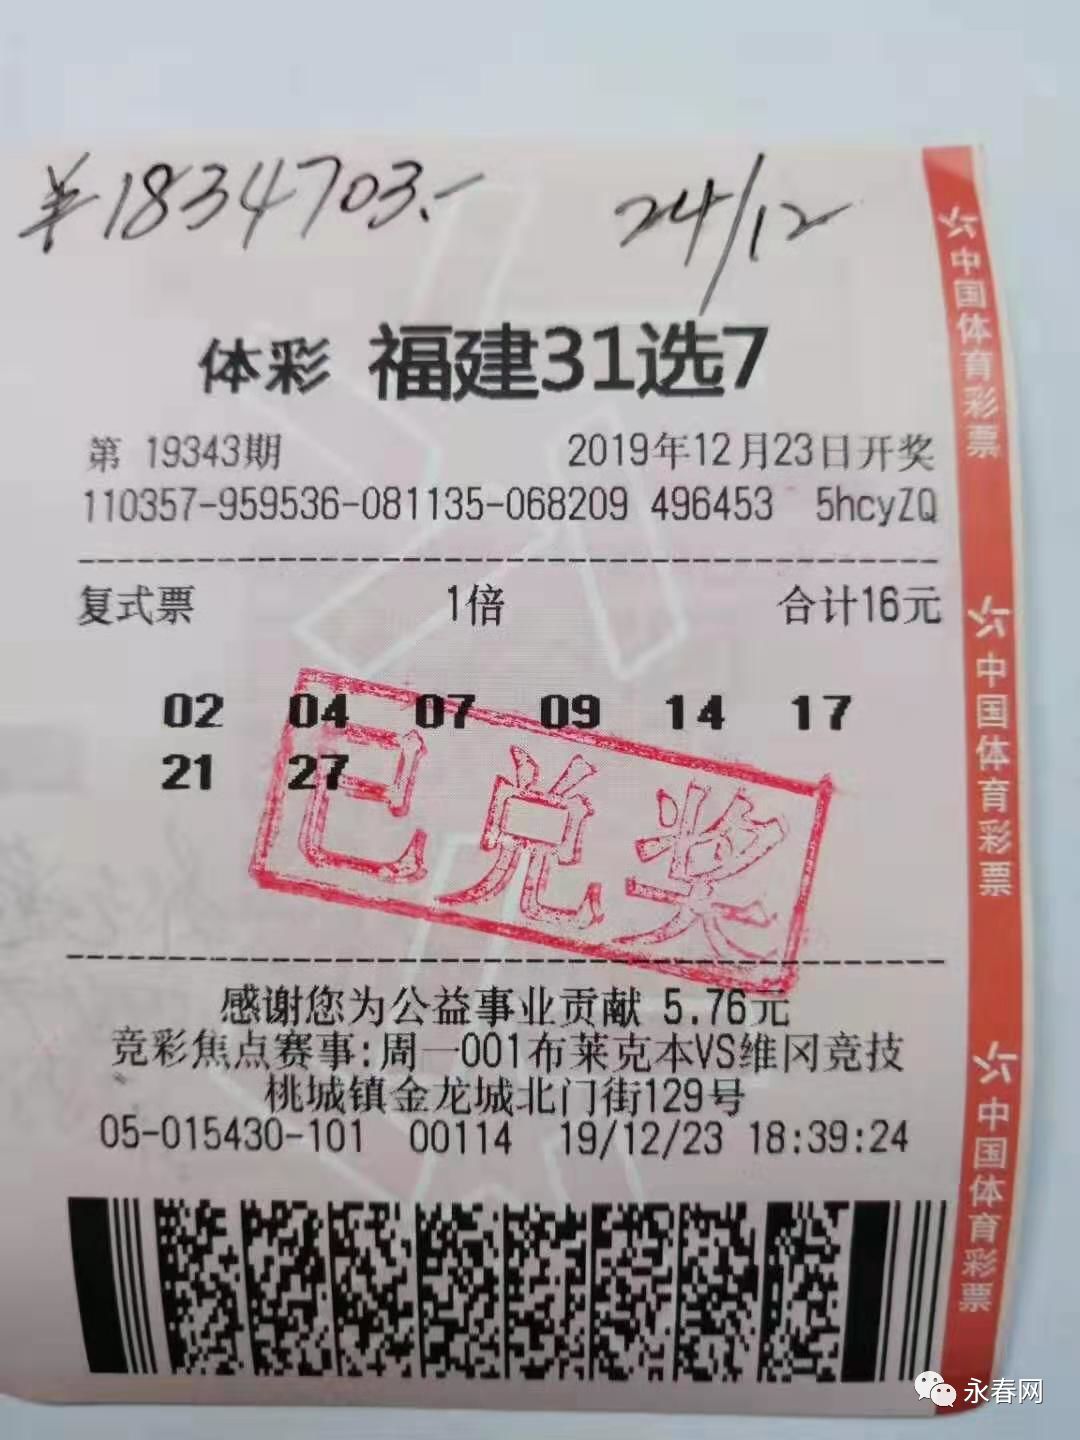 ¥1834703.- 24/12
体彩 福建31选7
第 19343期 2019年12月23日开奖
110357-959536-081135-068209 496453 5hcyZQ
复式票 1倍 合计16元
02 04 07 09 14 17
21 27
已兑奖
感谢您为公益事业贡献 5.76元
竞彩焦点赛事:周一001布莱克本VS维冈竞技
桃城镇金龙城北门街129号
05-015430-101 00114 19/12/23 18:39:24
中国体育彩票
中国体育彩票
中国体育彩票
永春网